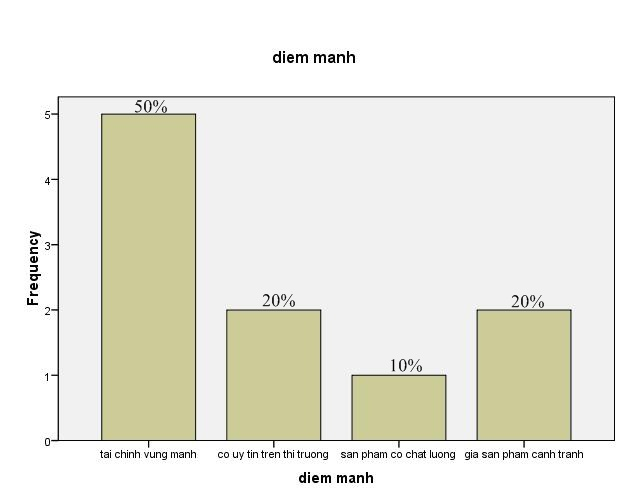 diem manh
50%
5
4
3
20%
20%
2
10%
1
0
Frequency
tai chinh vung manh
co uy tin tren thi truong
san pham co chat luong
gia san pham canh tranh
diem manh